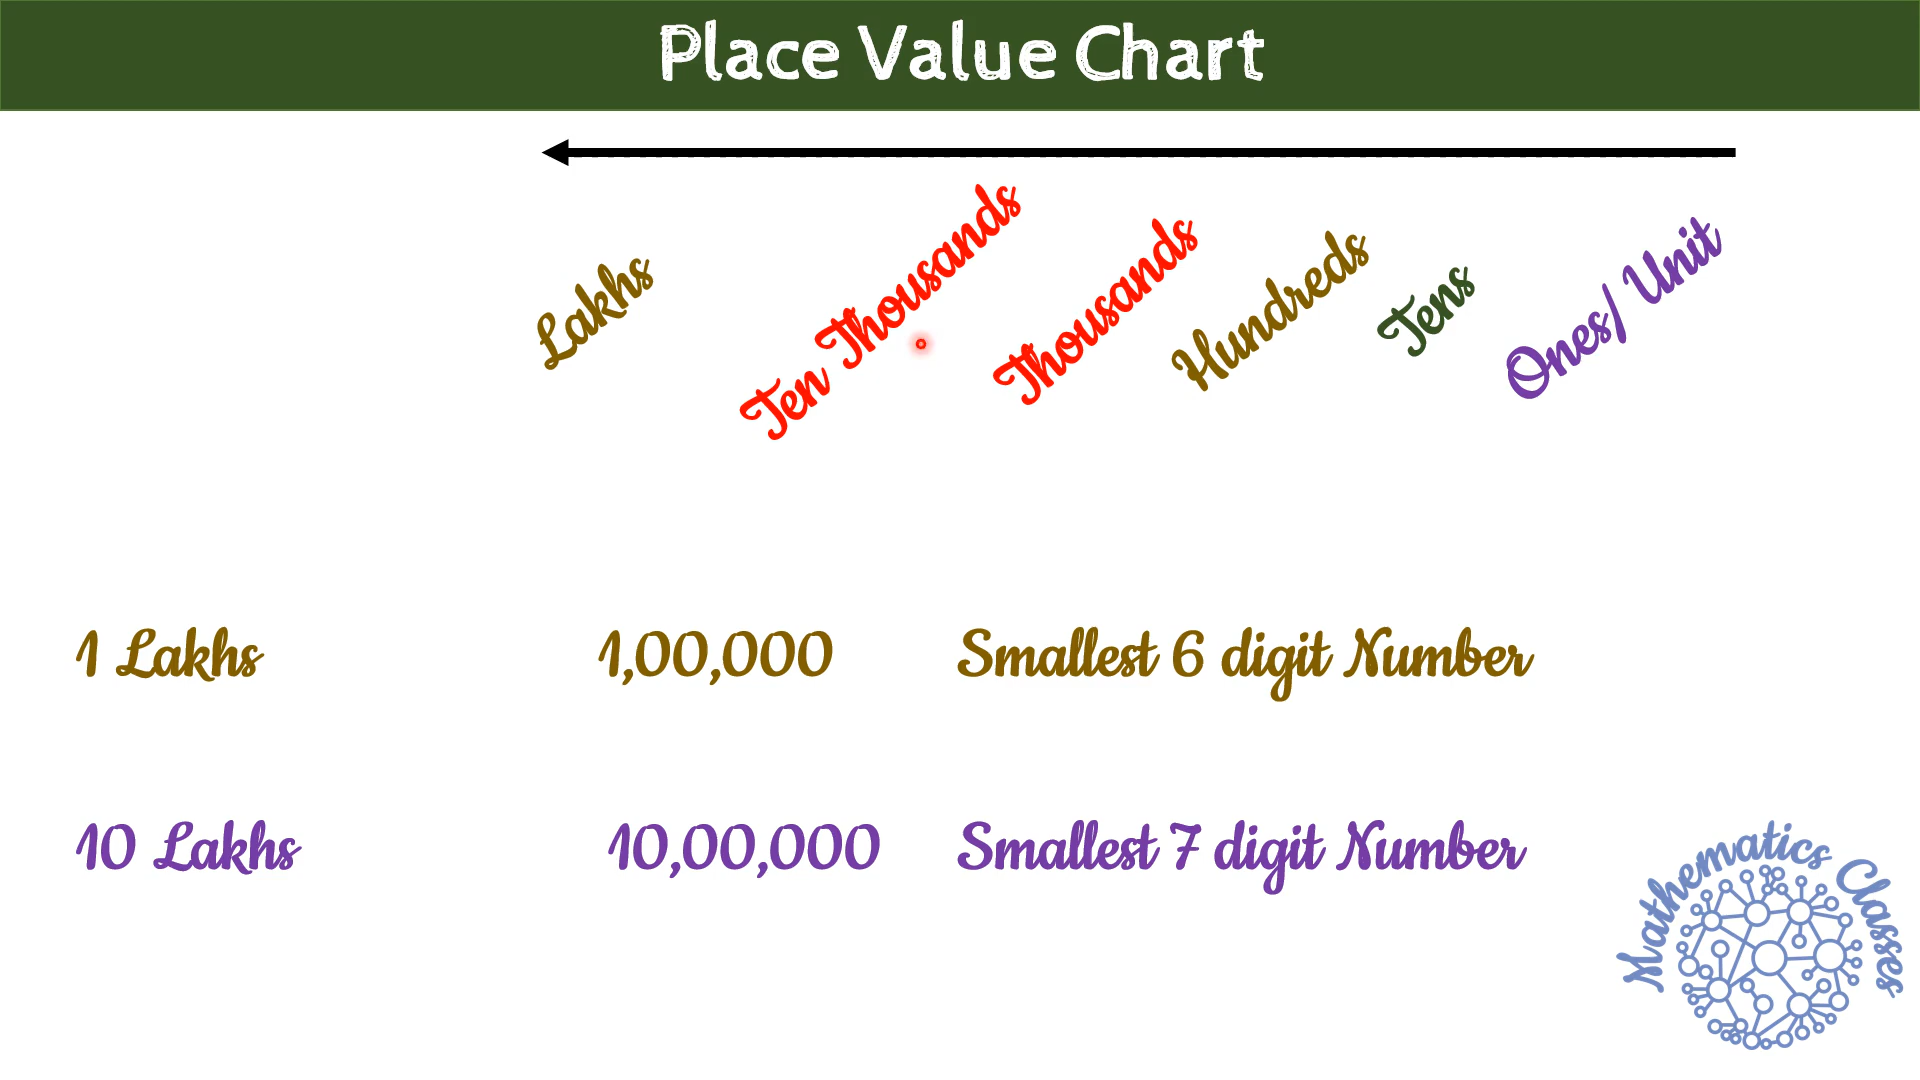 Place Value Chart
Lakhs Ten Thousands Thousands Hundreds Tens Ones/ Unit
1 Lakhs 1,00,000 Smallest 6 digit Number
10 Lakhs 10,00,000 Smallest 7 digit Number
Mathematics Classes